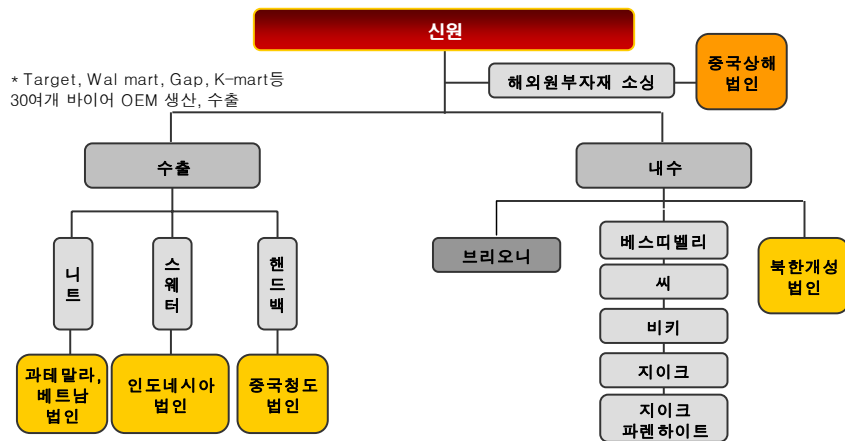 신원
* Target, Wal mart, Gap, K-mart등
30여개 바이어 OEM 생산, 수출
해외원부자재 소싱
중국상해
법인
수출
내수
니트
스웨터
핸드백
브리오니
베스띠벨리
씨
비키
지이크
지이크
파렌하이트
북한개성
법인
과테말라,
베트남
법인
인도네시아
법인
중국청도
법인